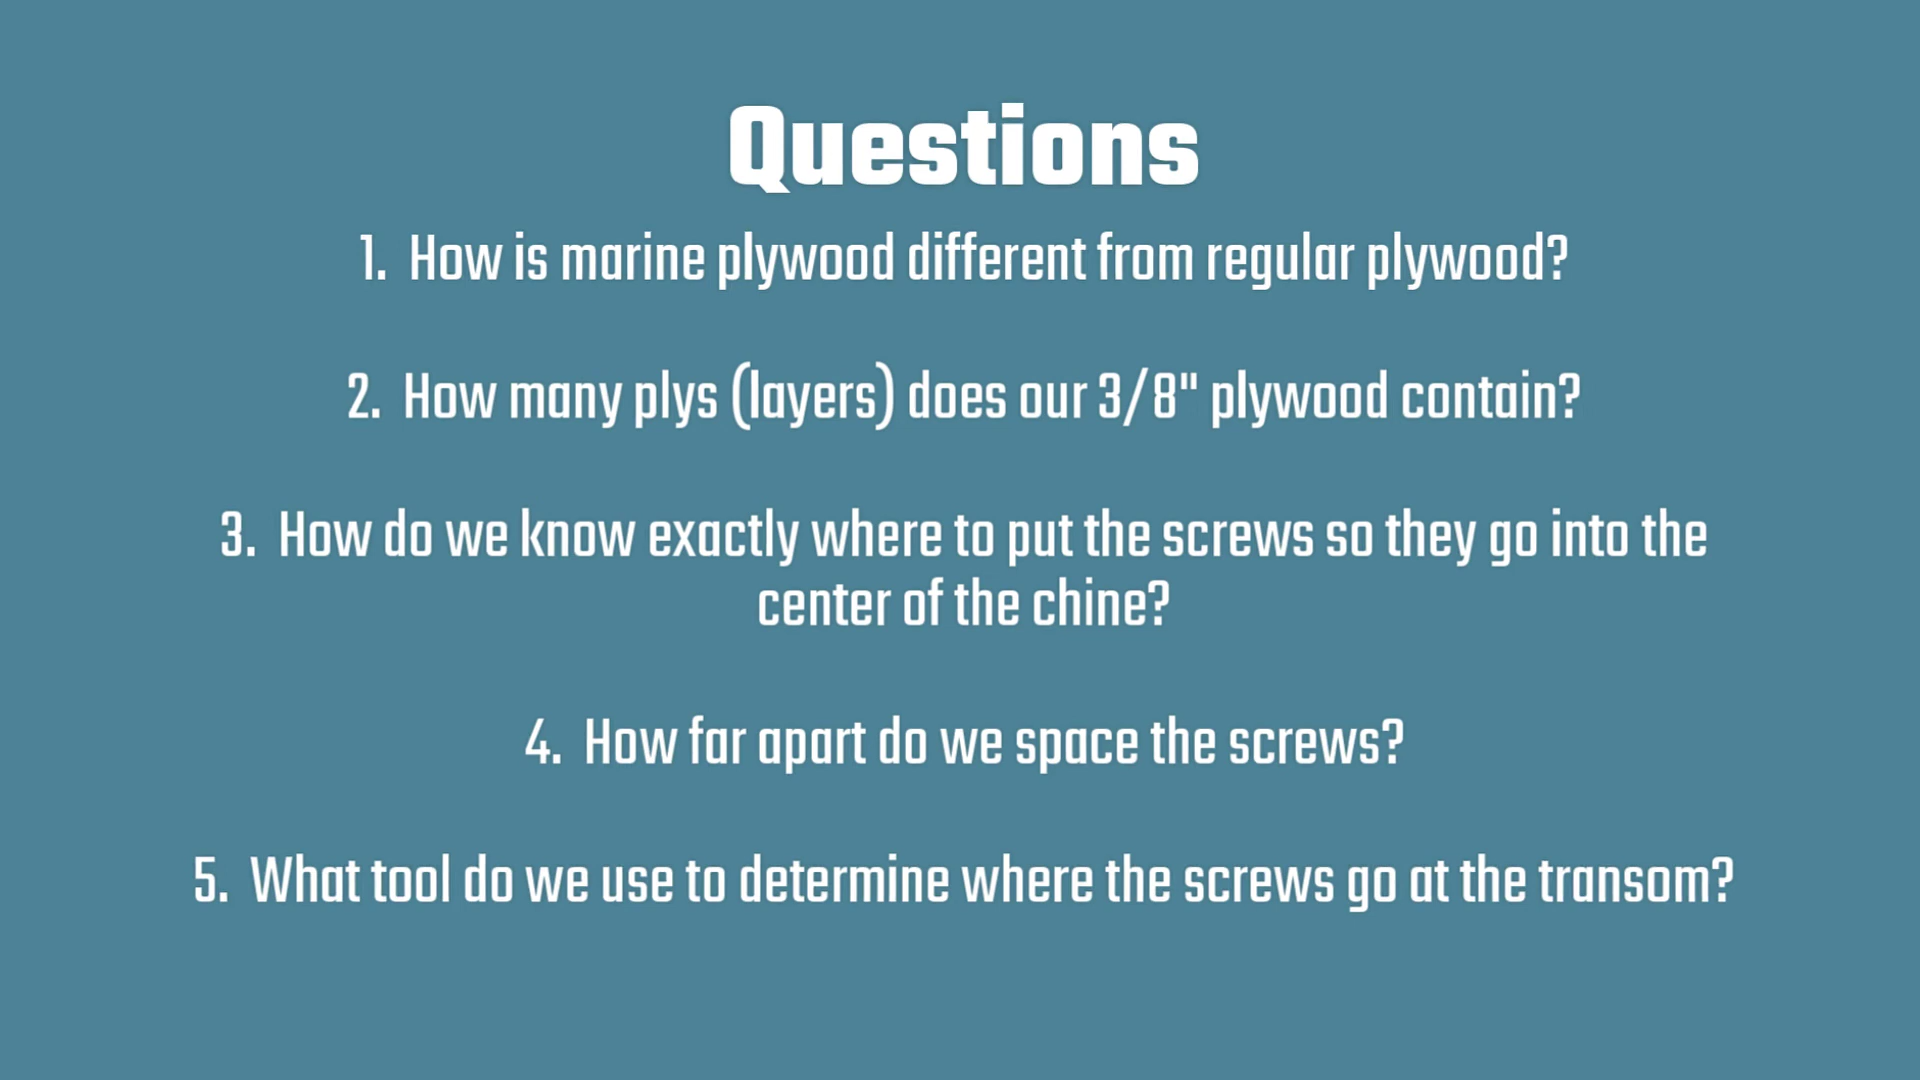 Questions
1. How is marine plywood different from regular plywood?
2. How many plys (layers) does our 3/8" plywood contain?
3. How do we know exactly where to put the screws so they go into the
center of the chine?
4. How far apart do we space the screws?
5. What tool do we use to determine where the screws go at the transom?